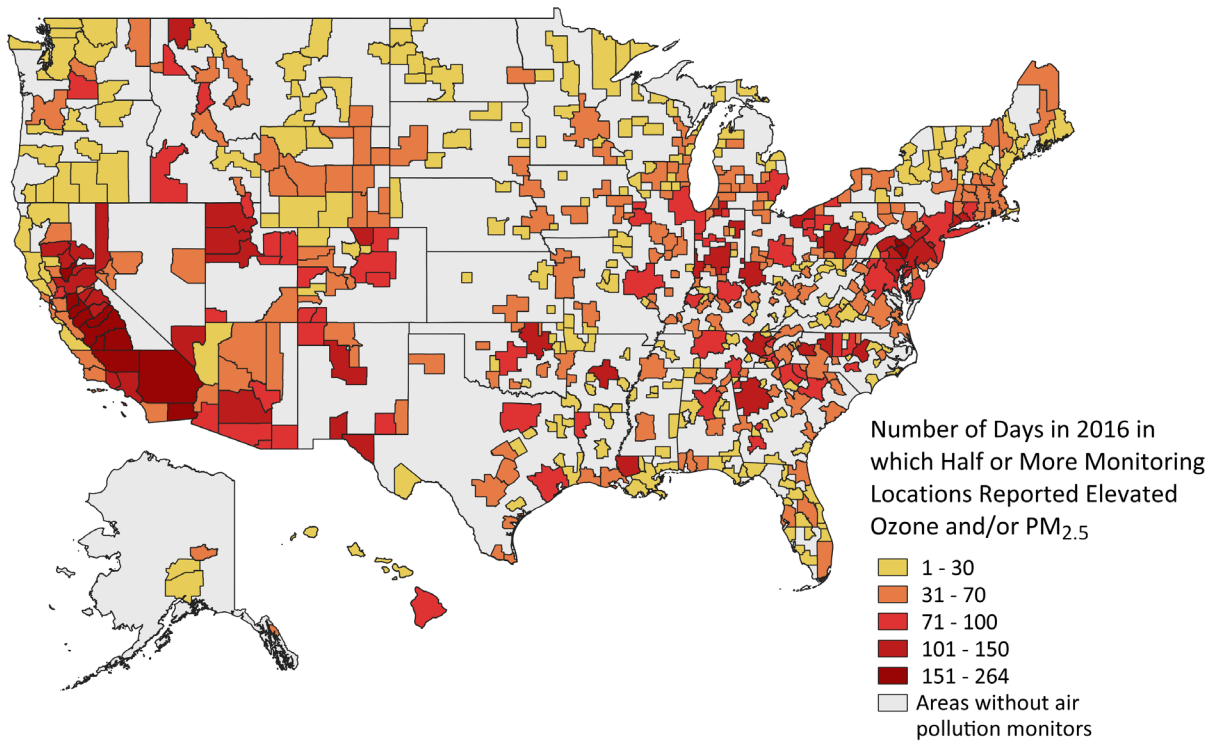 Number of Days in 2016 in
which Half or More Monitoring
Locations Reported Elevated
Ozone and/or PM2.5
1 - 30
31 - 70
71 - 100
101 - 150
151 - 264
Areas without air
pollution monitors